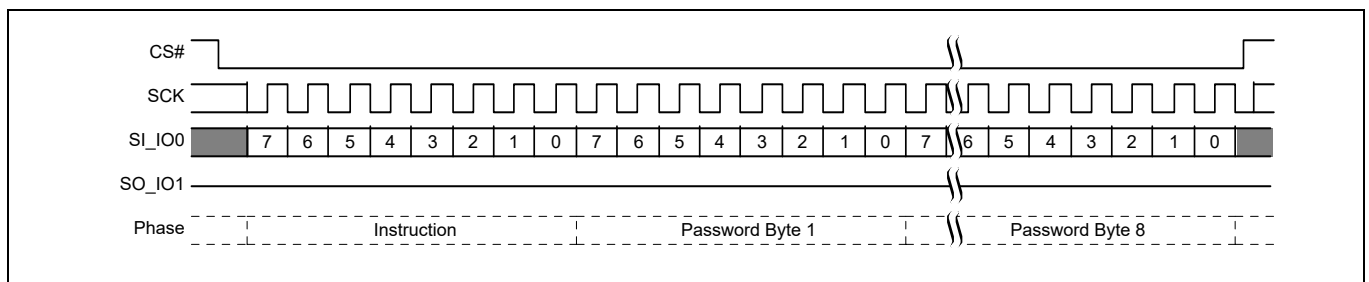 CS#
SCK
SI_IO0 7 6 5 4 3 2 1 0 7 6 5 4 3 2 1 0 7 6 5 4 3 2 1 0
SO_IO1
Phase Instruction Password Byte 1 Password Byte 8